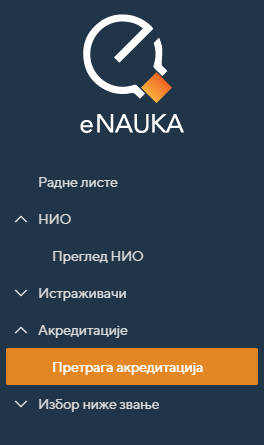 eNAUKA
Радне листе
НИО
Преглед НИО
Истраживачи
Акредитације
Претрага акредитација
Избор ниже звање